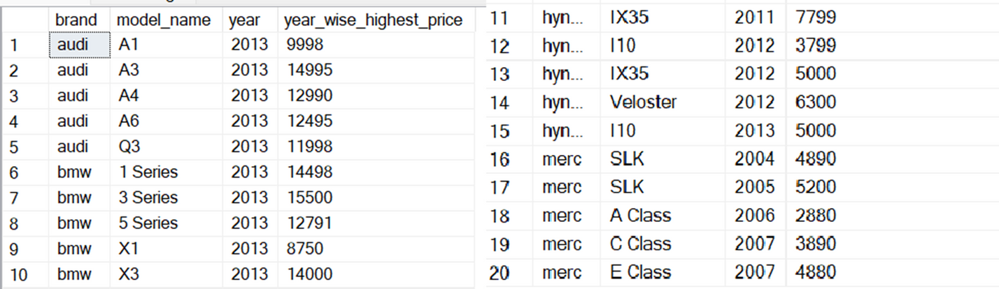 brand model_name year year_wise_highest_price
1 audi A1 2013 9998
2 audi A3 2013 14995
3 audi A4 2013 12990
4 audi A6 2013 12495
5 audi Q3 2013 11998
6 bmw 1 Series 2013 14498
7 bmw 3 Series 2013 15500
8 bmw 5 Series 2013 12791
9 bmw X1 2013 8750
10 bmw X3 2013 14000
11 hyn... IX35 2011 7799
12 hyn... I10 2012 3799
13 hyn... IX35 2012 5000
14 hyn... Veloster 2012 6300
15 hyn... I10 2013 5000
16 merc SLK 2004 4890
17 merc SLK 2005 5200
18 merc A Class 2006 2880
19 merc C Class 2007 3890
20 merc E Class 2007 4880